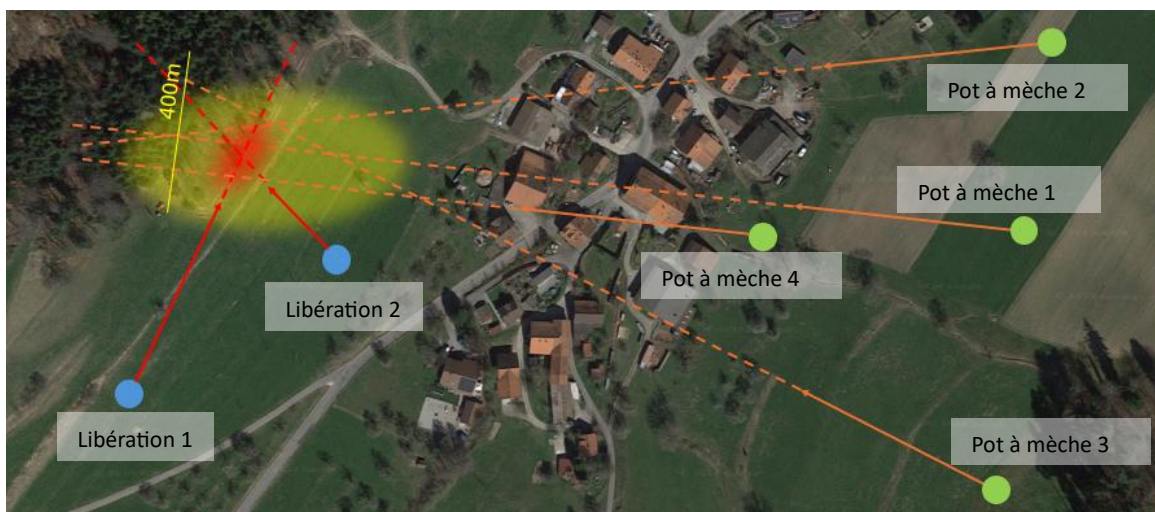 400m
Pot à mèche 2
Pot à mèche 1
Pot à mèche 4
Libération 2
Libération 1
Pot à mèche 3